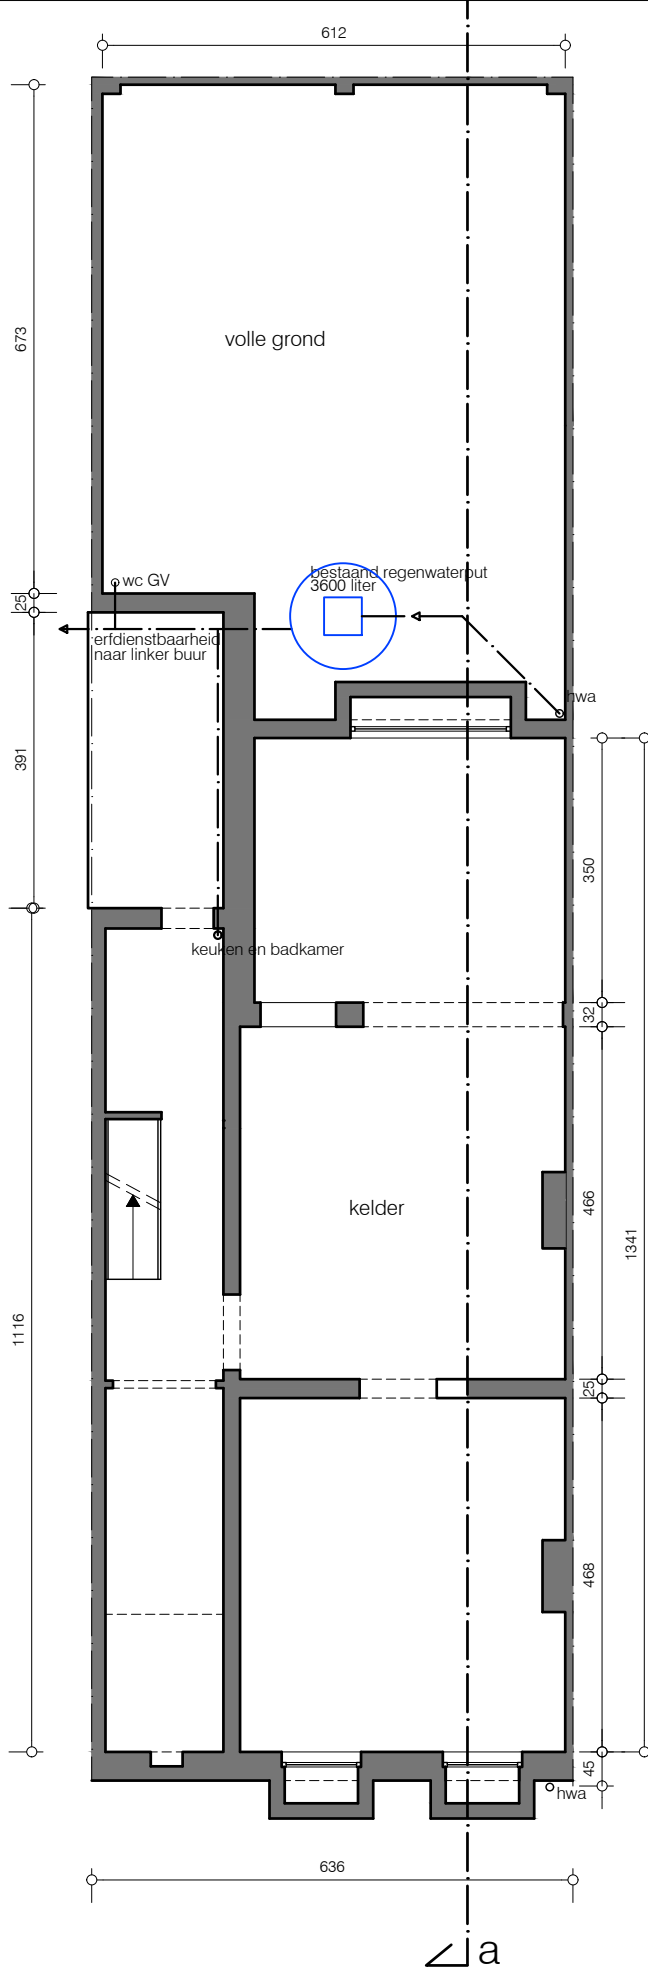 612
673
volle grond
bestaand regenwaterput
3600 liter
wc GV
25
erfdienstbaarheid
naar linker buur
hwa
391
350
keuken en badkamer
32
kelder
466
1341
1116
25
468
45
hwa
636
a